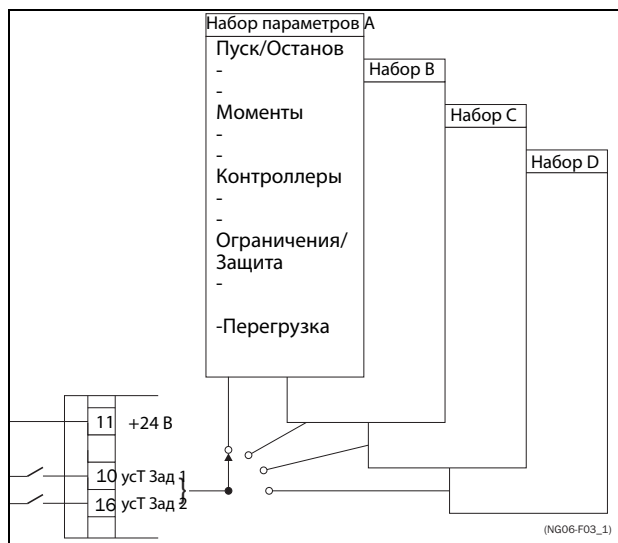 Набор параметров А
Пуск/Останов
-
-
Моменты
-
-
Контроллеры
-
-
Ограничения/
Защита
-
-Перегрузка
Набор B
Набор C
Набор D
11 +24 В
10 усТ Зад 1
16 усТ Зад 2
(NG06-F03_1)